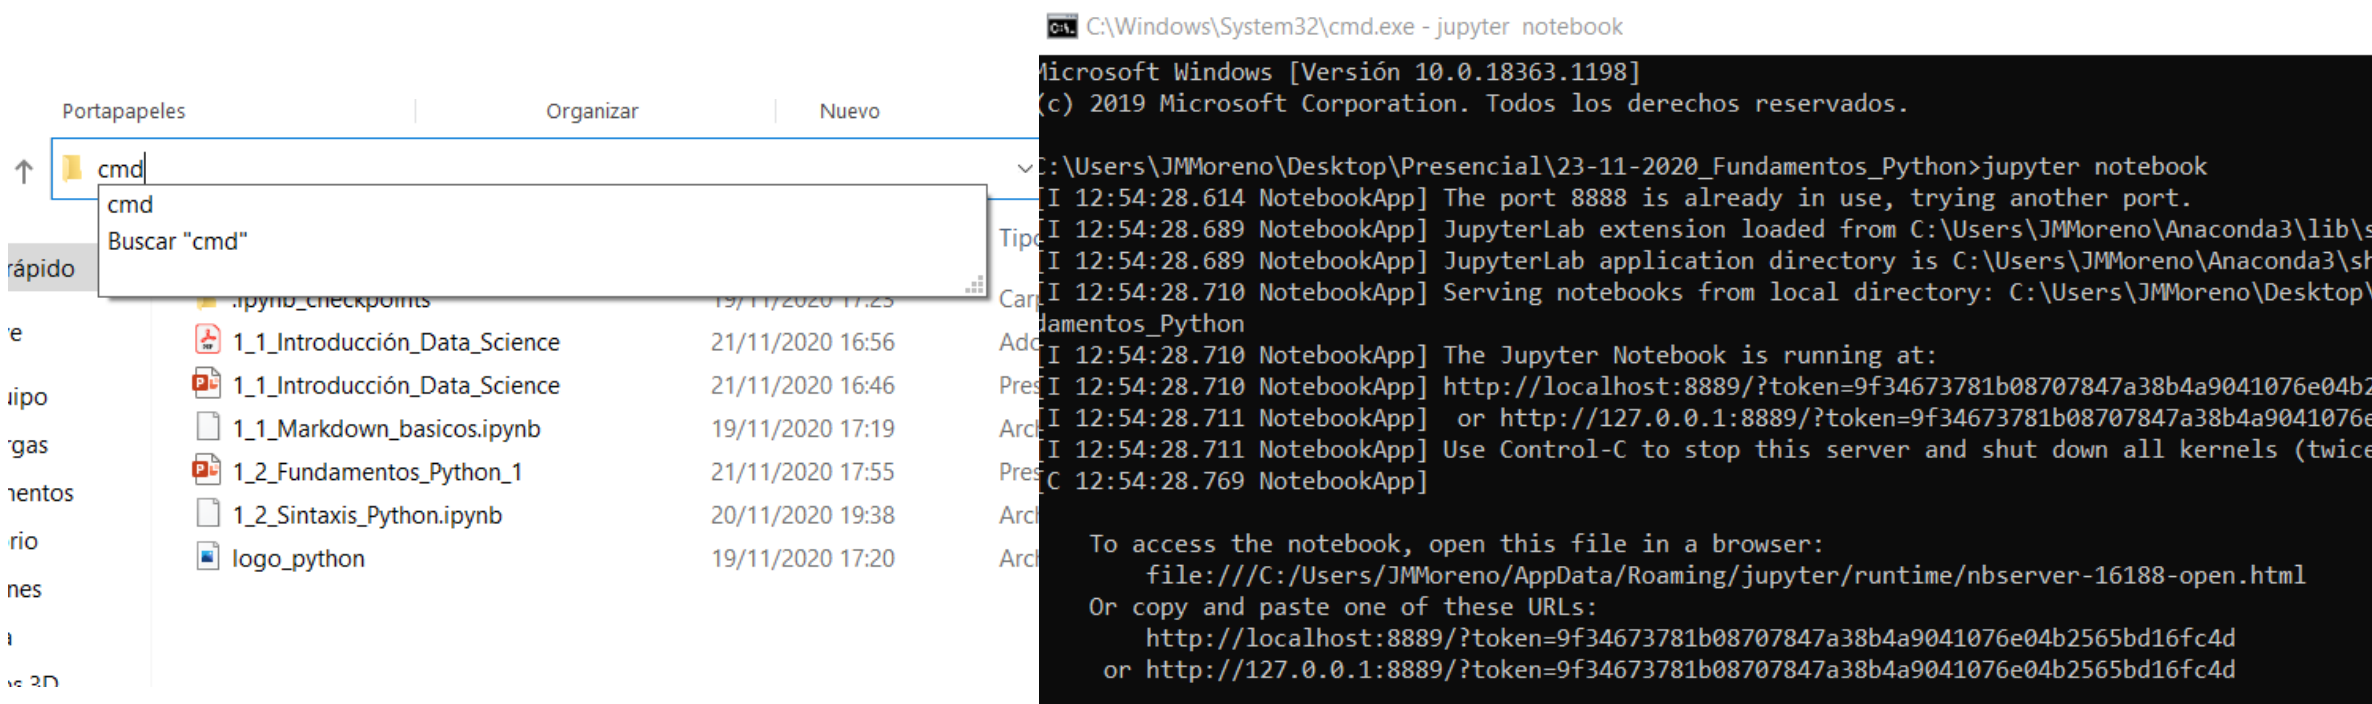 Portapapeles
Organizar
Nuevo
cmd
cmd
Buscar "cmd"
rápido
.ipynb_checkpoints 19/11/2020 17:23
1_1_Introducción_Data_Science 21/11/2020 16:56
1_1_Introducción_Data_Science 21/11/2020 16:46
1_1_Markdown_basicos.ipynb 19/11/2020 17:19
1_2_Fundamentos_Python_1 21/11/2020 17:55
1_2_Sintaxis_Python.ipynb 20/11/2020 19:38
logo_python 19/11/2020 17:20
C:\Windows\System32\cmd.exe - jupyter  notebook
Microsoft Windows [Versión 10.0.18363.1198]
(c) 2019 Microsoft Corporation. Todos los derechos reservados.
C:\Users\JMMoreno\Desktop\Presencial\23-11-2020_Fundamentos_Python>jupyter notebook
[I 12:54:28.614 NotebookApp] The port 8888 is already in use, trying another port.
[I 12:54:28.689 NotebookApp] JupyterLab extension loaded from C:\Users\JMMoreno\Anaconda3\lib\s
[I 12:54:28.689 NotebookApp] JupyterLab application directory is C:\Users\JMMoreno\Anaconda3\sh
[I 12:54:28.710 NotebookApp] Serving notebooks from local directory: C:\Users\JMMoreno\Desktop\
damentos_Python
[I 12:54:28.710 NotebookApp] The Jupyter Notebook is running at:
[I 12:54:28.710 NotebookApp] http://localhost:8889/?token=9f34673781b08707847a38b4a9041076e04b2
[I 12:54:28.711 NotebookApp]  or http://127.0.0.1:8889/?token=9f34673781b08707847a38b4a9041076e
[I 12:54:28.711 NotebookApp] Use Control-C to stop this server and shut down all kernels (twice
[C 12:54:28.769 NotebookApp]
To access the notebook, open this file in a browser:
file:///C:/Users/JMMoreno/AppData/Roaming/jupyter/runtime/nbserver-16188-open.html
Or copy and paste one of these URLs:
http://localhost:8889/?token=9f34673781b08707847a38b4a9041076e04b2565bd16fc4d
or http://127.0.0.1:8889/?token=9f34673781b08707847a38b4a9041076e04b2565bd16fc4d